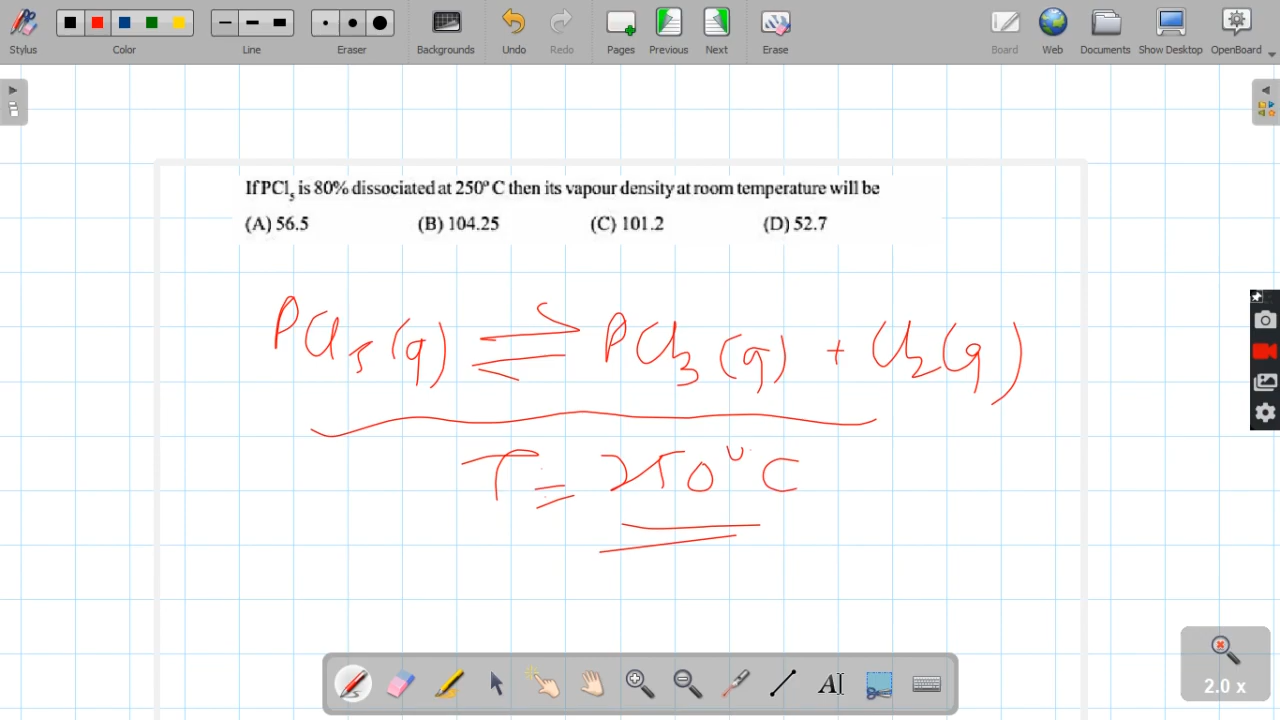 Stylus Color Line Eraser Backgrounds Undo Redo Pages Previous Next Erase Board Web Documents Show Desktop OpenBoard
If PCl5 is 80% dissociated at 250° C then its vapour density at room temperature will be
(A) 56.5 (B) 104.25 (C) 101.2 (D) 52.7
PCl5(g) ⇌ PCl3(g) + Cl2(g)
T = 250°C
AI
2.0 x